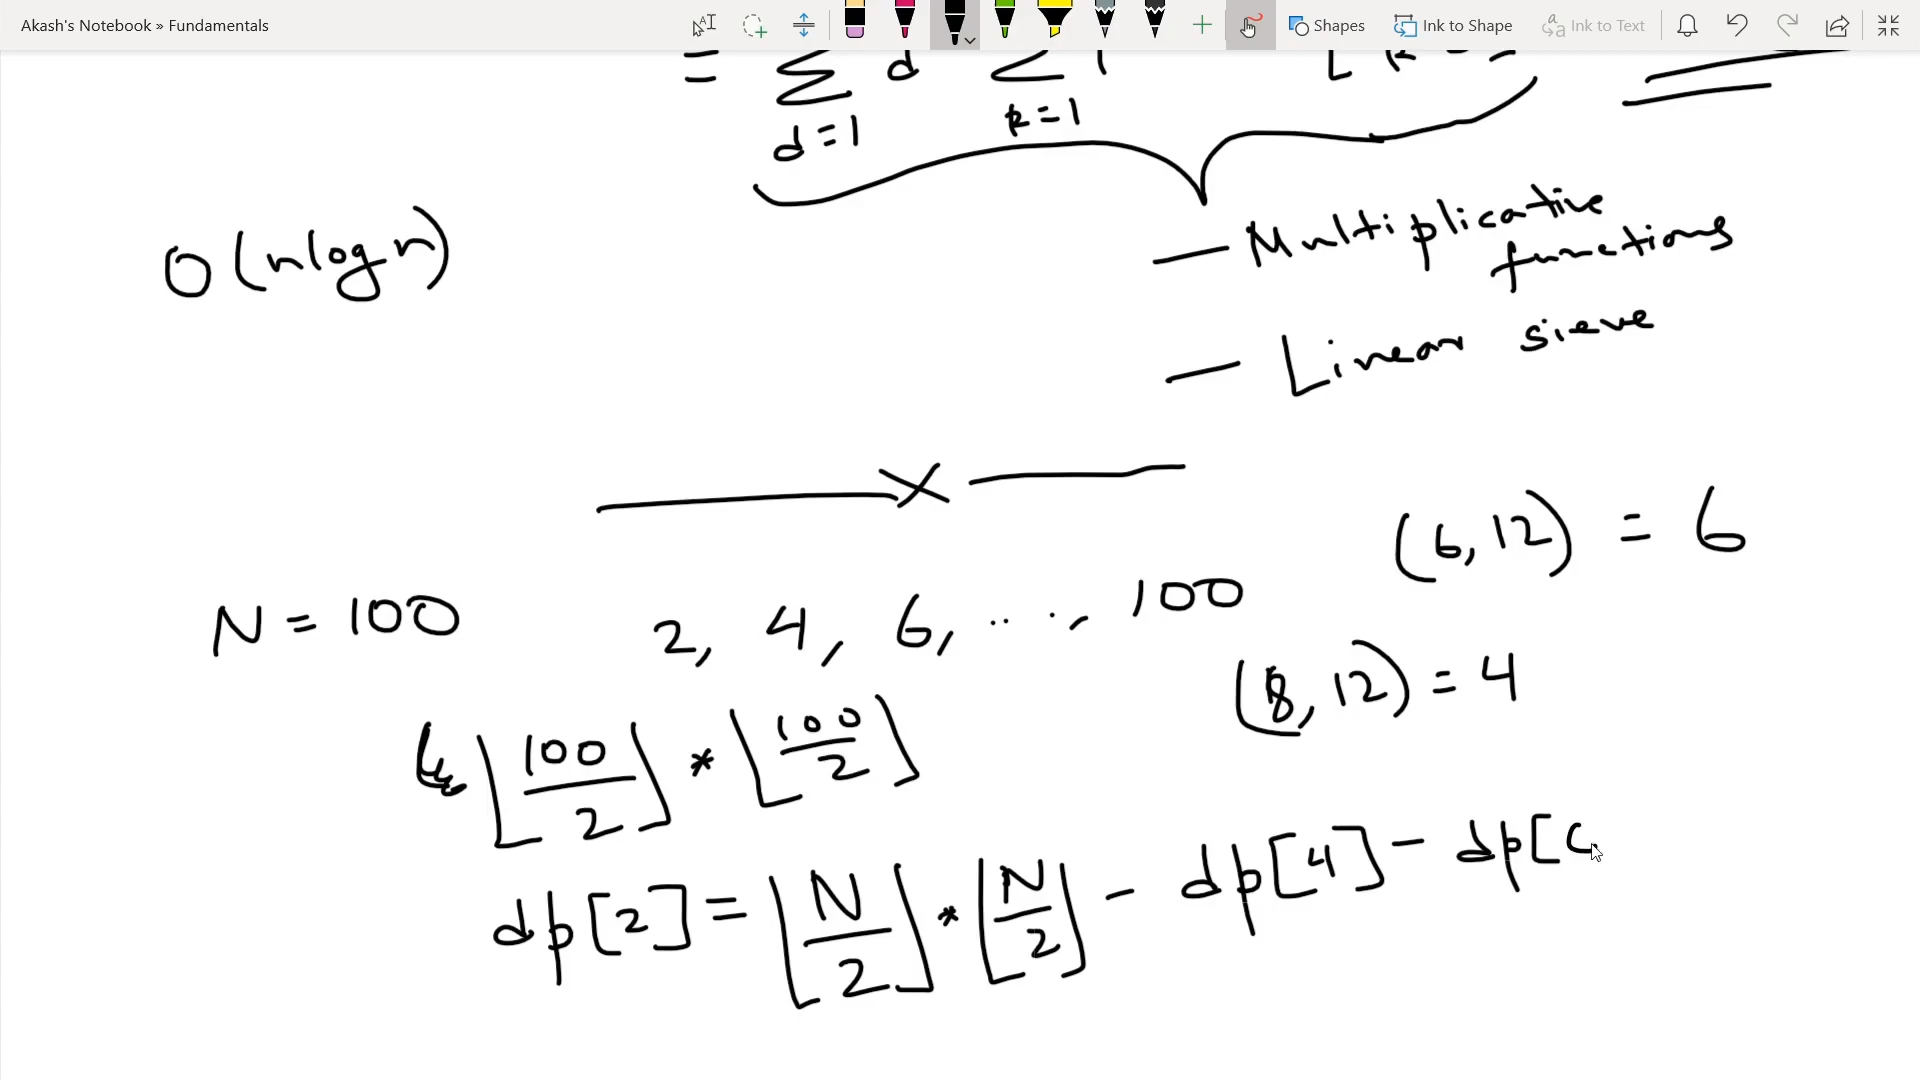 Akash's Notebook » Fundamentals
Shapes
Ink to Shape
Ink to Text
= ∑ d ∑
d=1 k=1
O(nlogn)
— Multiplicative functions
— Linear sieve
X
(6, 12) = 6
N = 100 2, 4, 6, ..., 100
(8, 12) = 4
⌊100/2⌋ * ⌊100/2⌋
dp[2] = ⌊N/2⌋ * ⌊N/2⌋ - dp[4] - dp[